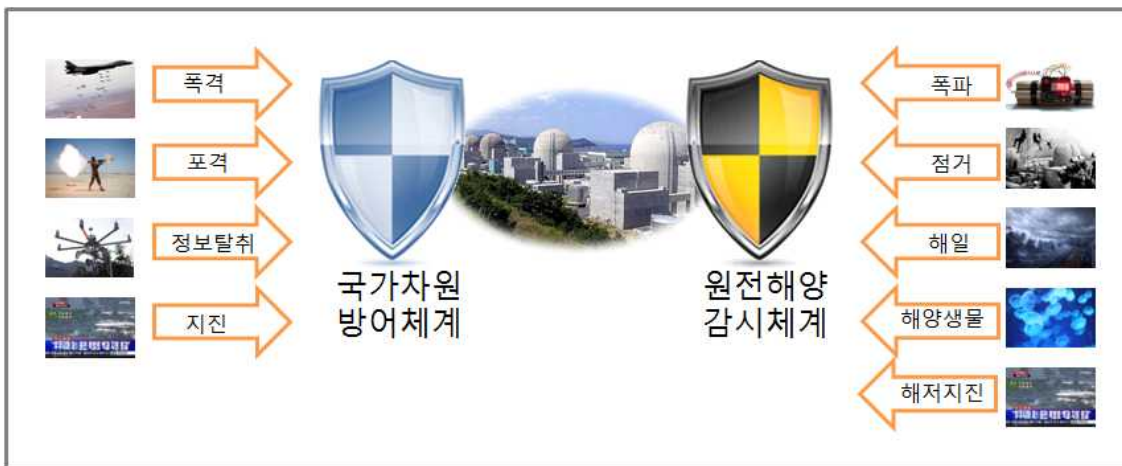 폭격
포격
정보탈취
지진
국가차원
방어체계
원전해양
감시체계
폭파
점거
해일
해양생물
해저지진